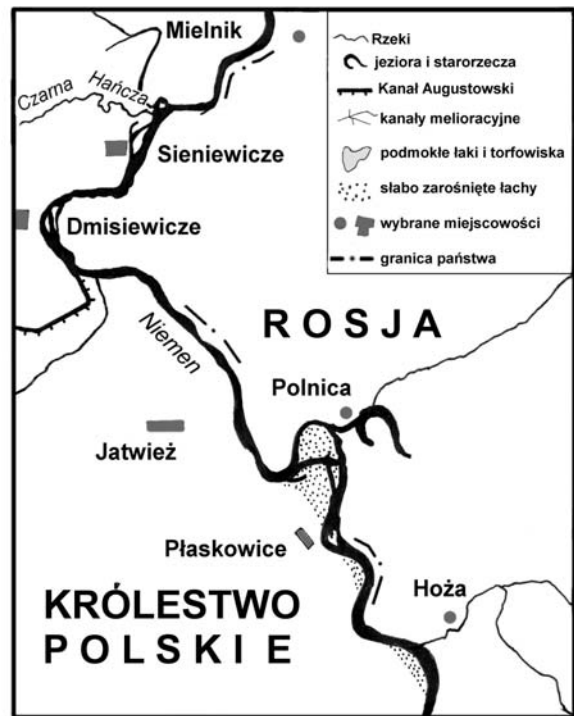 Mielnik
Czarna Hańcza
Sieniewicze
Dmisiewicze
Niemen
ROSJA
Polnica
Jatwież
Płaskowice
KRÓLESTWO
POLSKIE
Hoża
Rzeki
jeziora i starorzecza
Kanał Augustowski
kanały melioracyjne
podmokłe łaki i torfowiska
słabo zarośnięte łachy
wybrane miejscowości
granica państwa